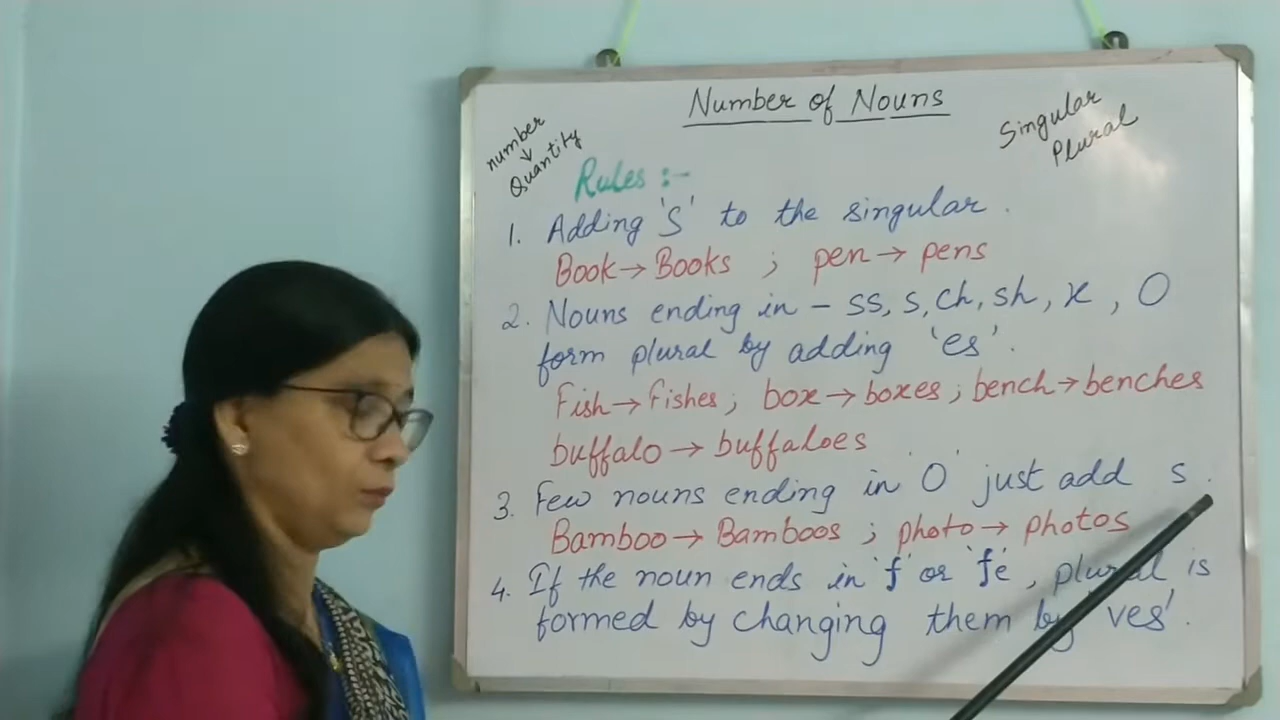 Number of Nouns
number
↓
Quantity
Singular
Plural
Rules :-
1. Adding 'S' to the singular.
Book → Books ; pen → pens
2. Nouns ending in - ss, s, ch, sh, x, O
form plural by adding 'es'.
Fish → fishes ; box → boxes ; bench → benches
buffalo → buffaloes
3. Few nouns ending in 'O' just add s.
Bamboo → Bamboos ; photo → photos
4. If the noun ends in 'f' or 'fe', plural is
formed by changing them by 'ves'.